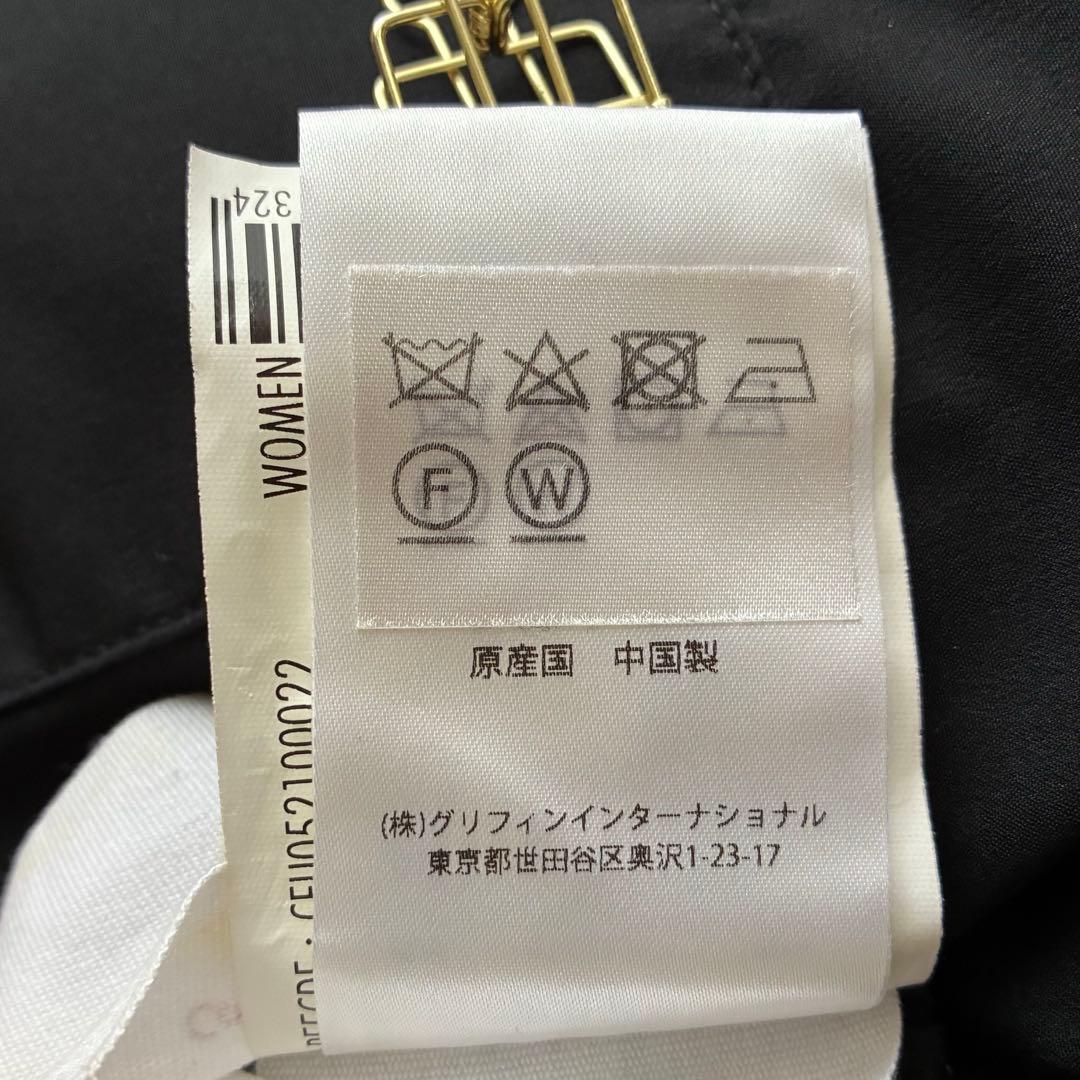 324
WOMEN
F W
原産国 中国製
(株)グリフィンインターナショナル
東京都世田谷区奥沢1-23-17